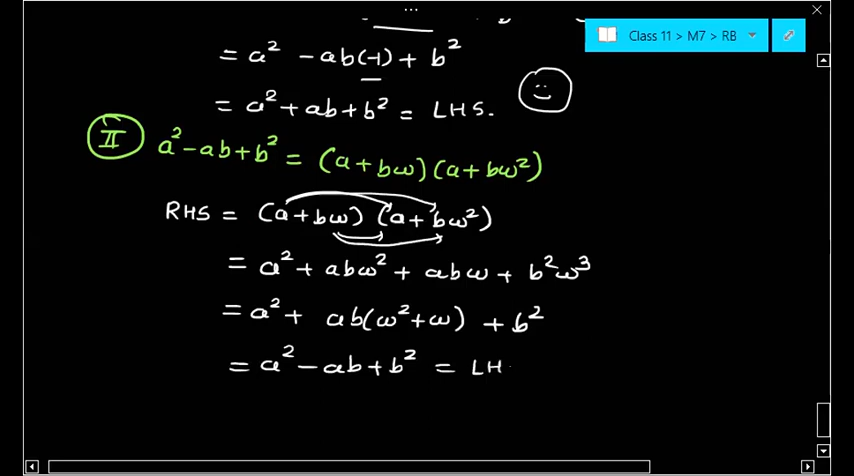 Class 11 > M7 > RB
= a² - ab(-1) + b²
= a² + ab + b² = LHS.
II a² - ab + b² = (a + bω)(a + bω²)
RHS = (a + bω)(a + bω²)
= a² + abω² + abω + b²ω³
= a² + ab(ω² + ω) + b²
= a² - ab + b² = LH